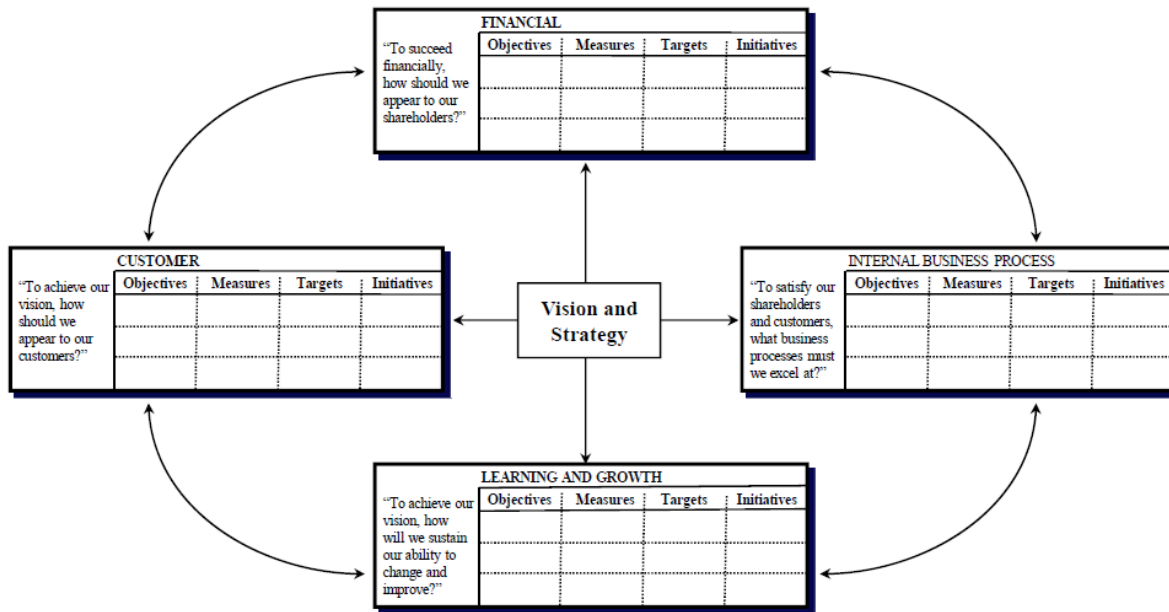 FINANCIAL
“To succeed
financially,
how should we
appear to our
shareholders?”
Objectives Measures Targets Initiatives
CUSTOMER
“To achieve our
vision, how
should we
appear to our
customers?”
Objectives Measures Targets Initiatives
Vision and
Strategy
INTERNAL BUSINESS PROCESS
“To satisfy our
shareholders
and customers,
what business
processes must
we excel at?”
Objectives Measures Targets Initiatives
LEARNING AND GROWTH
“To achieve our
vision, how
will we sustain
our ability to
change and
improve?”
Objectives Measures Targets Initiatives